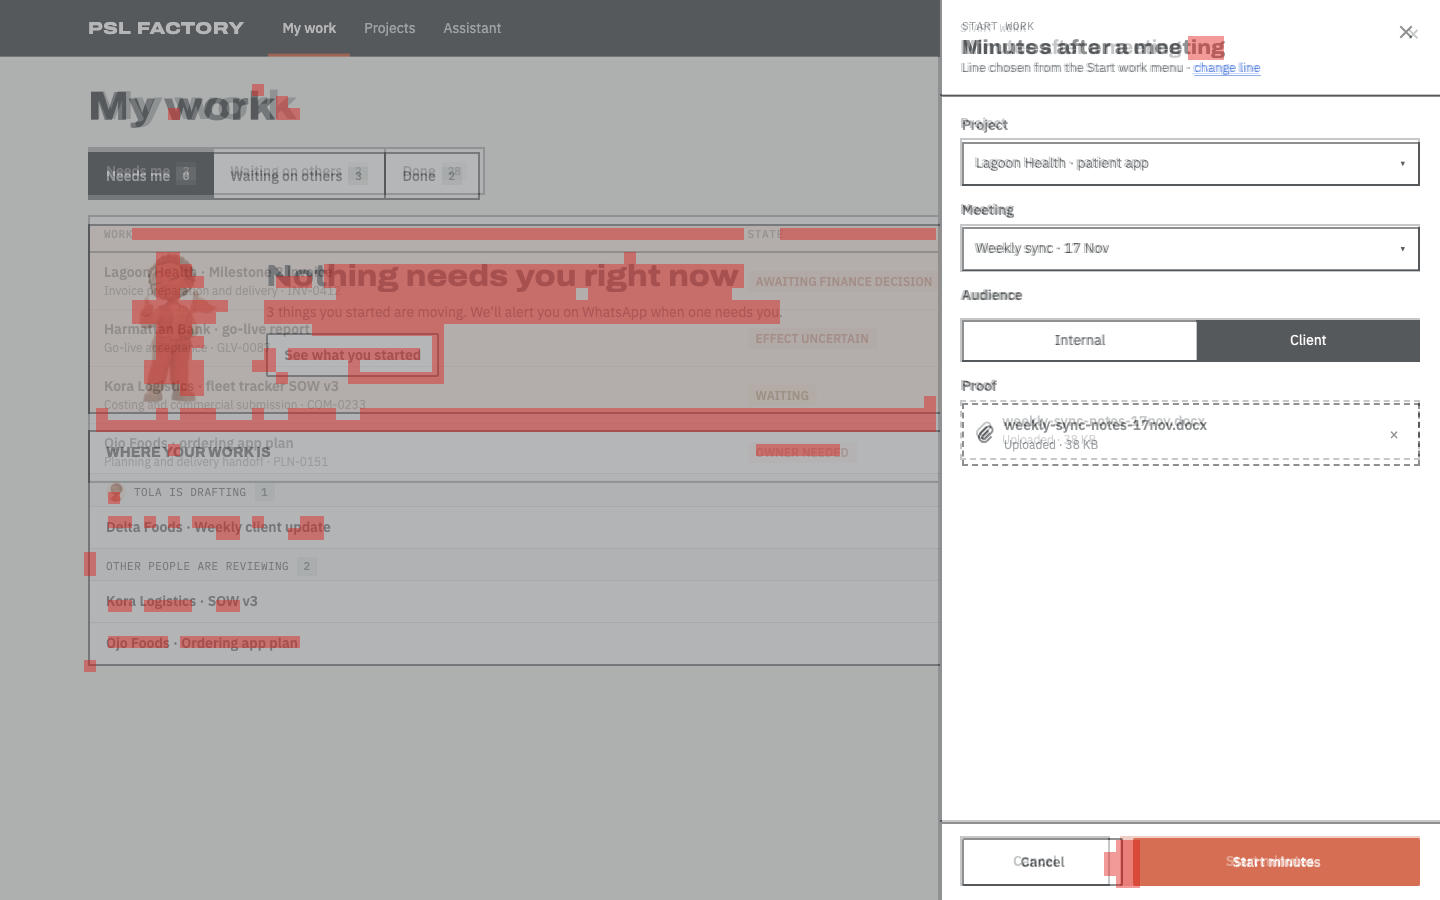 PSL FACTORY
My work
Projects
Assistant
My work
Needs me
Waiting on others 3
Done 2
WORK
STATE
Lagoon Health · Milestone 2 invoice
Invoice preparation and delivery · INV-0412
AWAITING FINANCE DECISION
Nothing needs you right now
3 things you started are moving. We'll alert you on WhatsApp when one needs you.
Harmattan Bank · go-live report
Go-live acceptance · GLV-0087
EFFECT UNCERTAIN
See what you started
Kora Logistics · fleet tracker SOW v3
Costing and commercial submission · COM-0233
WAITING
Ojo Foods · ordering app plan
Planning and delivery handoff · PLN-0151
OWNER NEEDED
WHERE YOUR WORK IS
TOLA IS DRAFTING 1
Delta Foods · Weekly client update
OTHER PEOPLE ARE REVIEWING 2
Kora Logistics · SOW v3
Ojo Foods · Ordering app plan
START WORK
Minutes after a meeting
Line chosen from the Start work menu · change line
Project
Lagoon Health · patient app
Meeting
Weekly sync · 17 Nov
Audience
Internal
Client
Proof
weekly-sync-notes-17nov.docx
Uploaded · 38 KB
Cancel
Start minutes